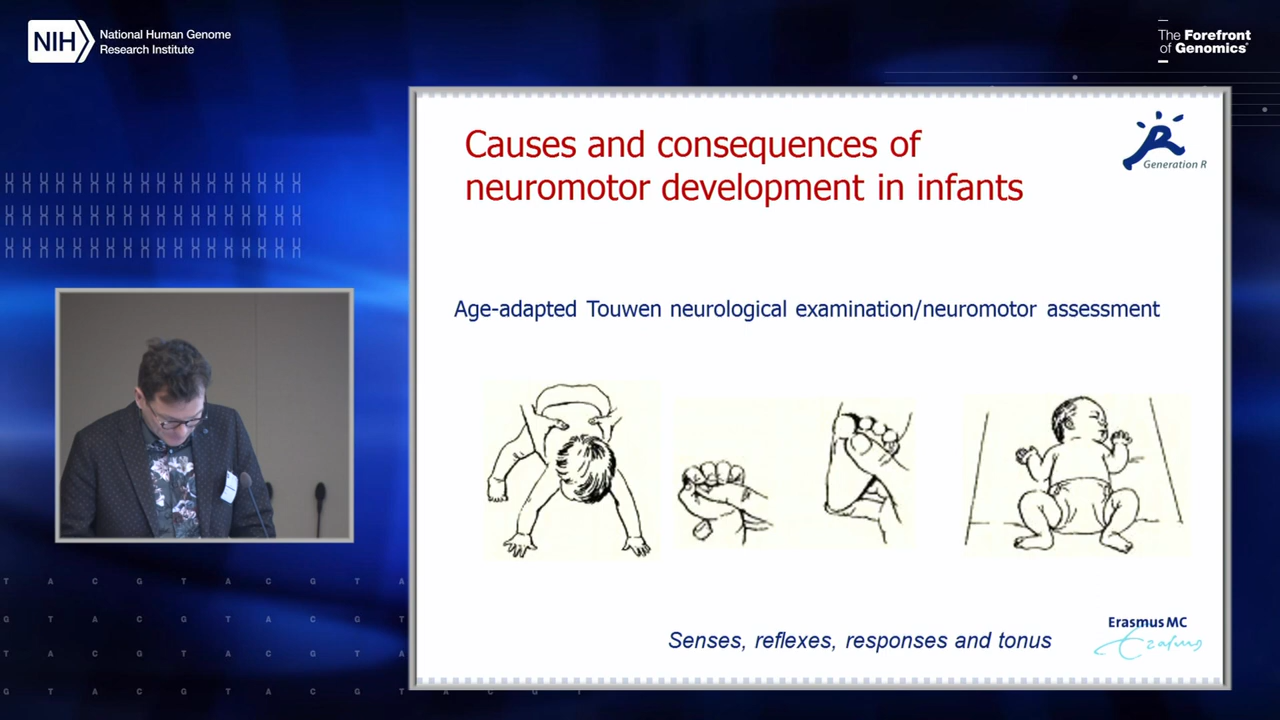 NIH
National Human Genome
Research Institute
The Forefront
of Genomics®
Causes and consequences of
neuromotor development in infants
Generation R
Age-adapted Touwen neurological examination/neuromotor assessment
Senses, reflexes, responses and tonus
Erasmus MC
Erasmus
T A C G T A C G T A
G T A C G T A C G T
T A C G T A C G T A
G T A C G T A C G T A C G T